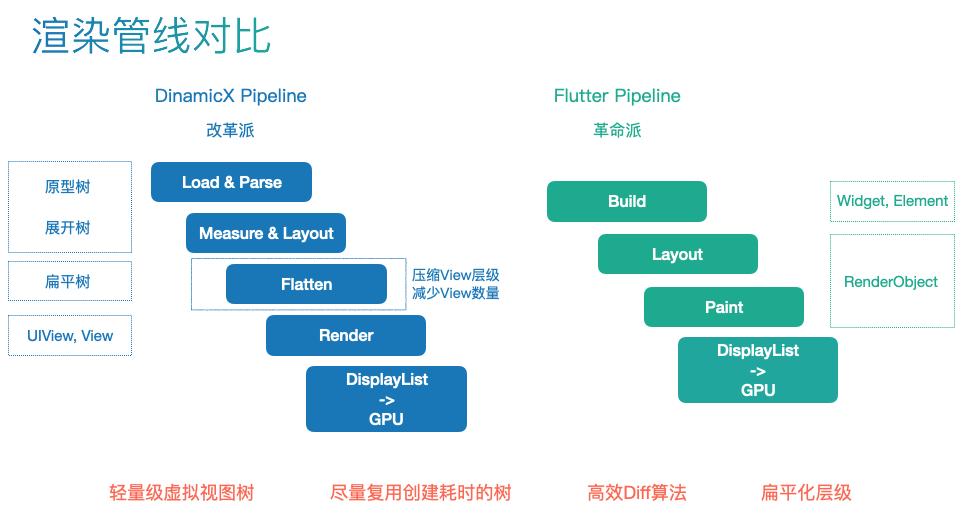 渲染管线对比
DinamicX Pipeline
改革派
原型树
展开树
扁平树
UIView, View
Load & Parse
Measure & Layout
Flatten
压缩View层级
减少View数量
Render
DisplayList
->
GPU
Flutter Pipeline
革命派
Build
Layout
Paint
DisplayList
->
GPU
Widget, Element
RenderObject
轻量级虚拟视图树
尽量复用创建耗时的树
高效Diff算法
扁平化层级